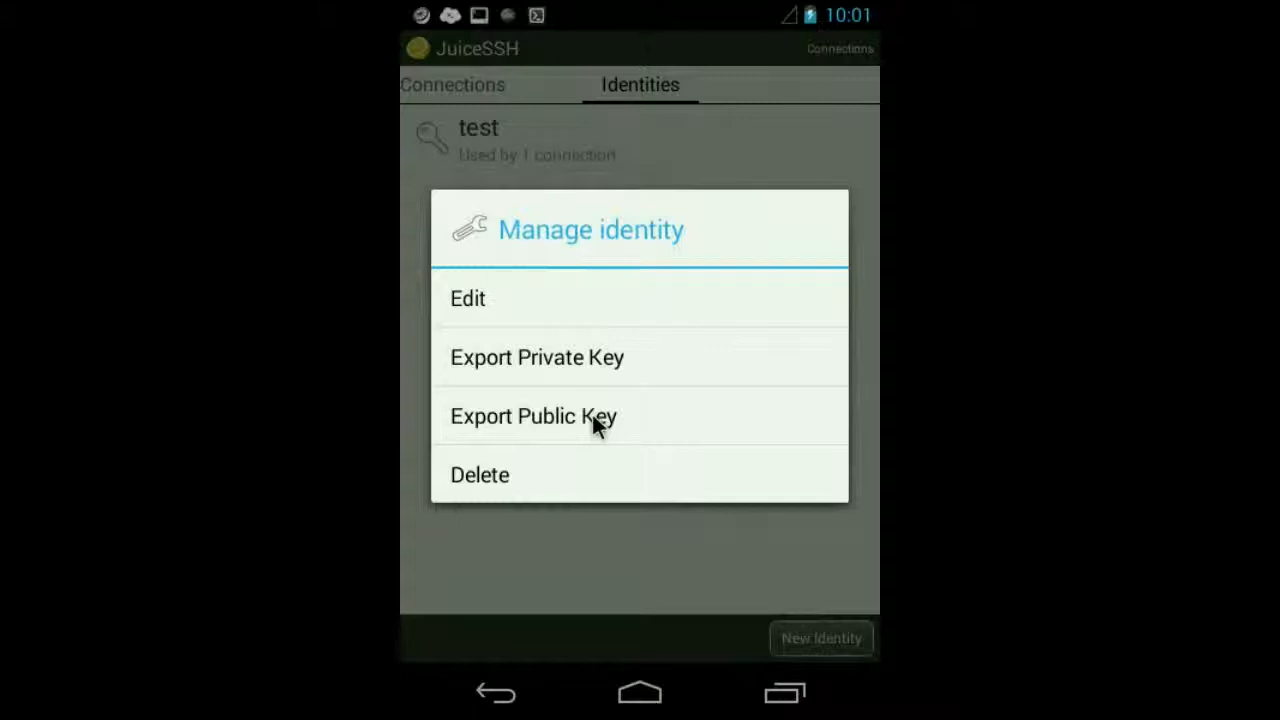 10:01
JuiceSSH
Connections
Connections
Identities
test
Used by 1 connection
Manage identity
Edit
Export Private Key
Export Public Key
Delete
New Identity